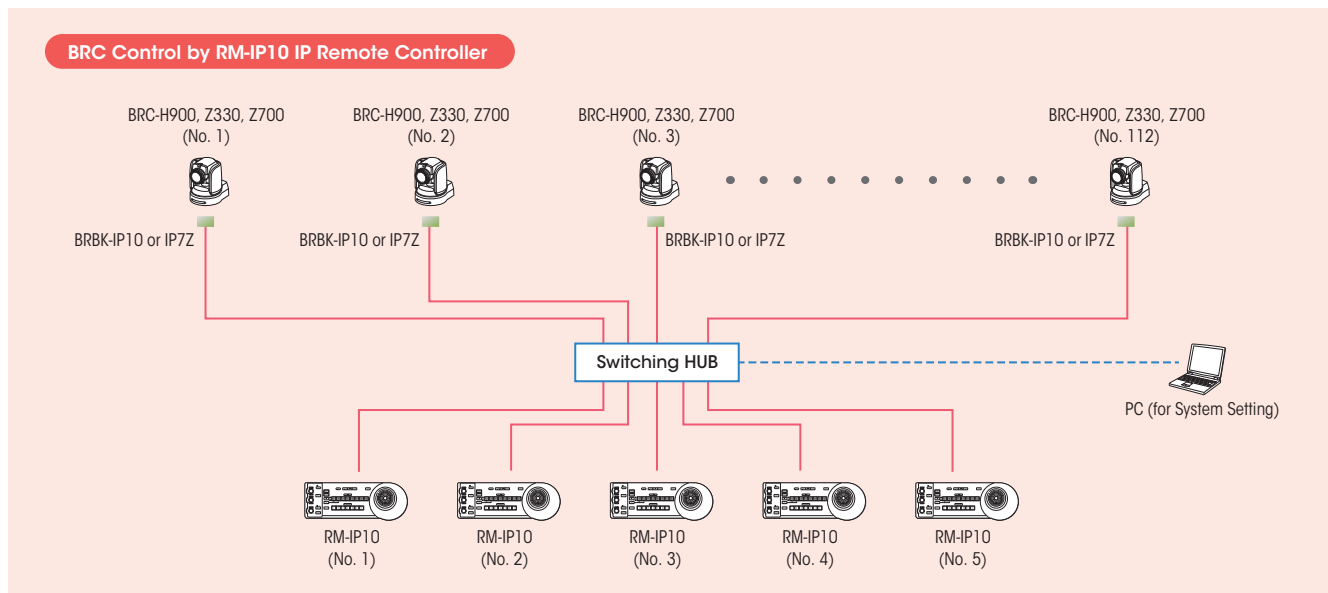 BRC Control by RM-IP10 IP Remote Controller
BRC-H900, Z330, Z700
(No. 1)
BRC-H900, Z330, Z700
(No. 2)
BRC-H900, Z330, Z700
(No. 3)
BRC-H900, Z330, Z700
(No. 112)
BRBK-IP10 or IP7Z
BRBK-IP10 or IP7Z
BRBK-IP10 or IP7Z
BRBK-IP10 or IP7Z
Switching HUB
PC (for System Setting)
RM-IP10
(No. 1)
RM-IP10
(No. 2)
RM-IP10
(No. 3)
RM-IP10
(No. 4)
RM-IP10
(No. 5)